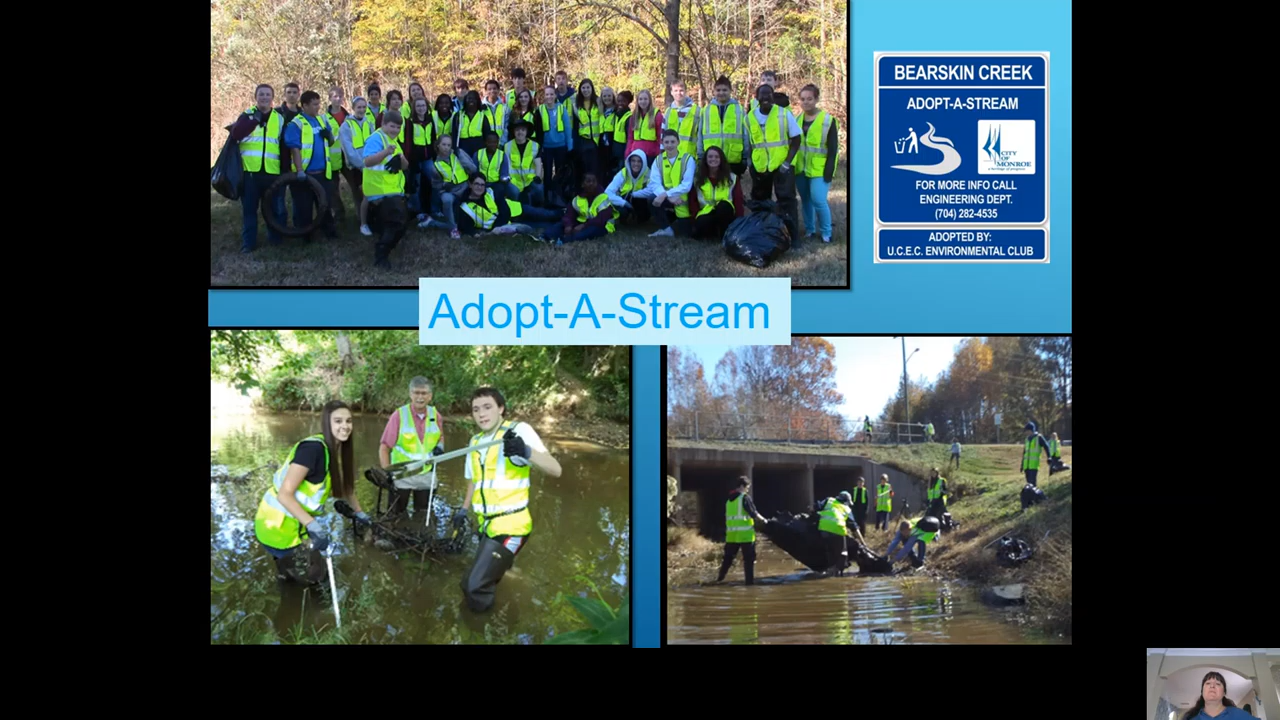 BEARSKIN CREEK
ADOPT-A-STREAM
CITY
OF
MONROE
FOR MORE INFO CALL
ENGINEERING DEPT.
(704) 282-4535
ADOPTED BY:
U.C.E.C. ENVIRONMENTAL CLUB
Adopt-A-Stream